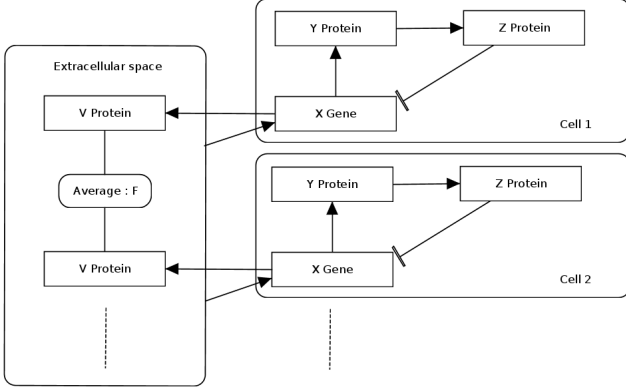 Extracellular space
V Protein
Average : F
V Protein
Y Protein
Z Protein
X Gene
Cell 1
Y Protein
Z Protein
X Gene
Cell 2